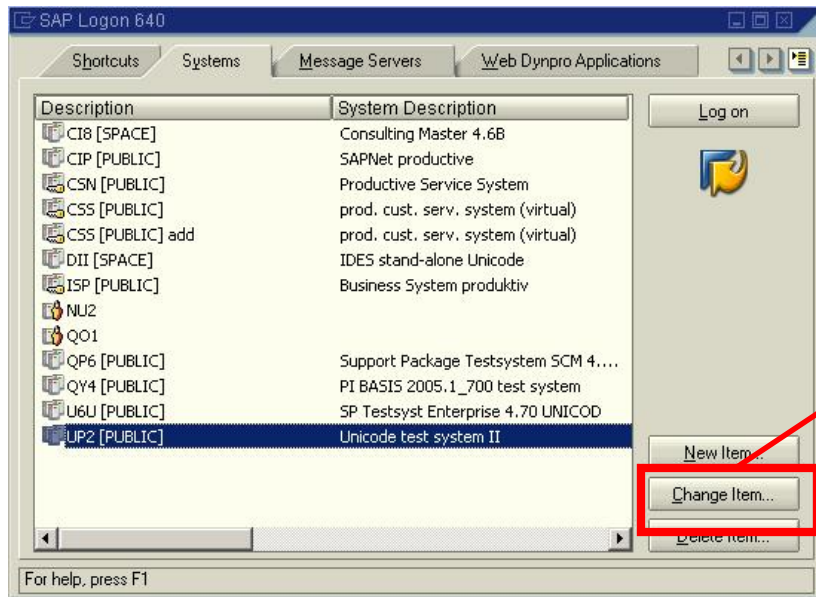 SAP Logon 640
Shortcuts Systems Message Servers Web Dynpro Applications
Description System Description
Log on
CI8 [SPACE] Consulting Master 4.6B
CIP [PUBLIC] SAPNet productive
CSN [PUBLIC] Productive Service System
CSS [PUBLIC] prod. cust. serv. system (virtual)
CSS [PUBLIC] add prod. cust. serv. system (virtual)
DII [SPACE] IDES stand-alone Unicode
ISP [PUBLIC] Business System produktiv
NU2
QO1
QP6 [PUBLIC] Support Package Testsystem SCM 4....
QY4 [PUBLIC] PI BASIS 2005.1_700 test system
U6U [PUBLIC] SP Testsyst Enterprise 4.70 UNICOD
UP2 [PUBLIC] Unicode test system II
New Item...
Change Item...
Delete Item...
For help, press F1